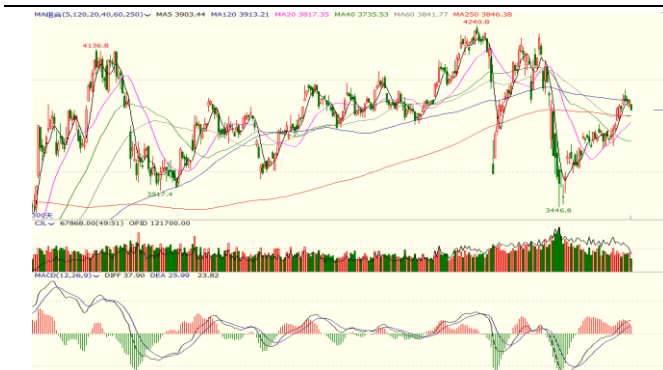 MA组合(5,120,20,40,60,250) MA5 3903.44 MA120 3913.21 MA20 3817.35 MA40 3735.53 MA60 3841.77 MA250 3846.38
4240.8
4136.8
3517.4
3446.8
300天
CJL 67868.00(49:51) OPID 121700.00
MACD(12,26,9) DIFF 37.90 DEA 25.99 23.82